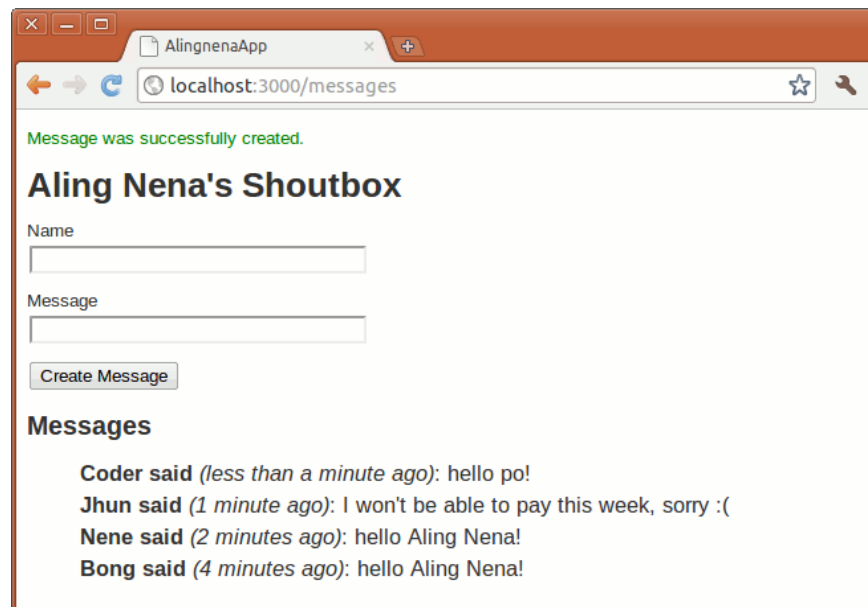 AlingnenaApp
localhost:3000/messages
Message was successfully created.
Aling Nena's Shoutbox
Name
Message
Create Message
Messages
Coder said (less than a minute ago): hello po!
Jhun said (1 minute ago): I won't be able to pay this week, sorry :(
Nene said (2 minutes ago): hello Aling Nena!
Bong said (4 minutes ago): hello Aling Nena!